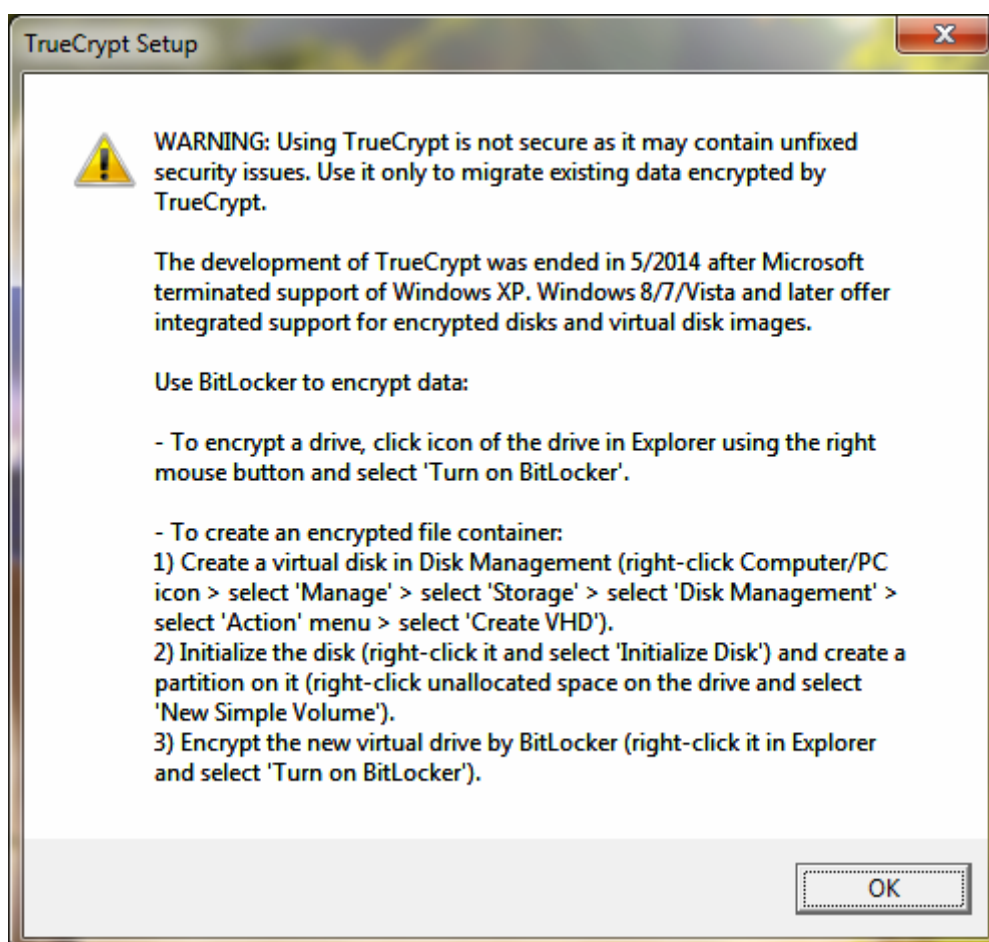 TrueCrypt Setup
WARNING: Using TrueCrypt is not secure as it may contain unfixed
security issues. Use it only to migrate existing data encrypted by
TrueCrypt.
The development of TrueCrypt was ended in 5/2014 after Microsoft
terminated support of Windows XP. Windows 8/7/Vista and later offer
integrated support for encrypted disks and virtual disk images.
Use BitLocker to encrypt data:
- To encrypt a drive, click icon of the drive in Explorer using the right
mouse button and select 'Turn on BitLocker'.
- To create an encrypted file container:
1) Create a virtual disk in Disk Management (right-click Computer/PC
icon > select 'Manage' > select 'Storage' > select 'Disk Management' >
select 'Action' menu > select 'Create VHD').
2) Initialize the disk (right-click it and select 'Initialize Disk') and create a
partition on it (right-click unallocated space on the drive and select
'New Simple Volume').
3) Encrypt the new virtual drive by BitLocker (right-click it in Explorer
and select 'Turn on BitLocker').
OK